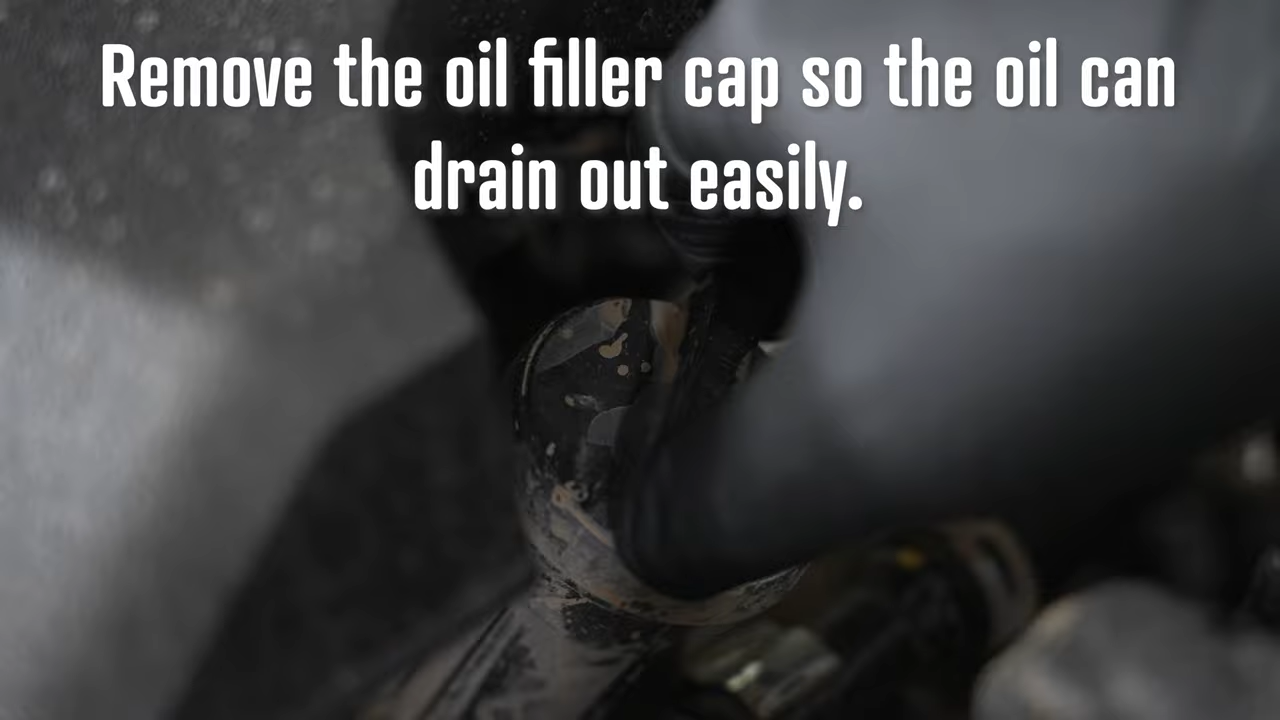 Remove the oil filler cap so the oil can
drain out easily.